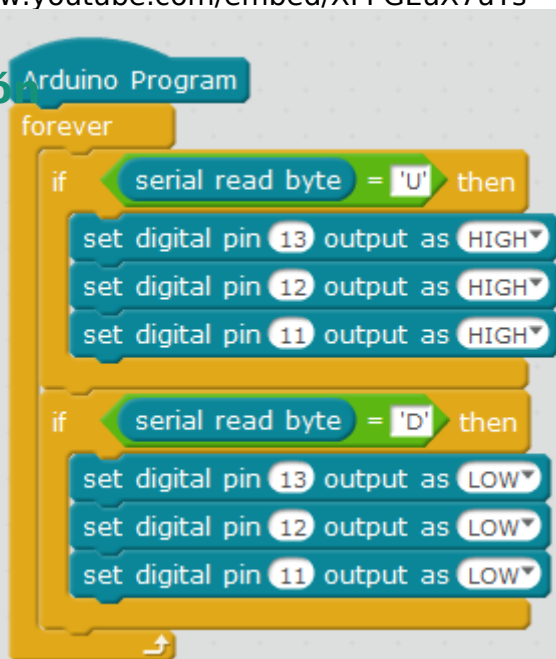 ón
Arduino Program
forever
if serial read byte = 'U' then
set digital pin 13 output as HIGH
set digital pin 12 output as HIGH
set digital pin 11 output as HIGH
if serial read byte = 'D' then
set digital pin 13 output as LOW
set digital pin 12 output as LOW
set digital pin 11 output as LOW